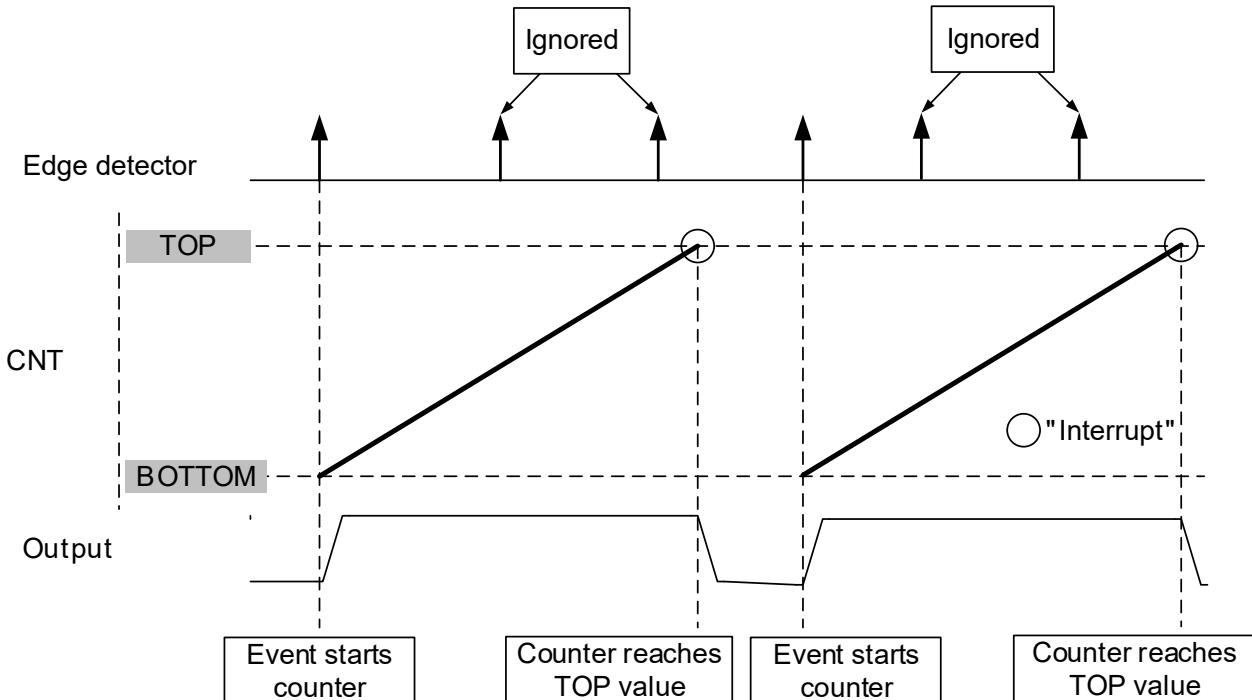 Ignored
Ignored
Edge detector
TOP
CNT
"Interrupt"
BOTTOM
Output
Event starts
counter
Counter reaches
TOP value
Event starts
counter
Counter reaches
TOP value